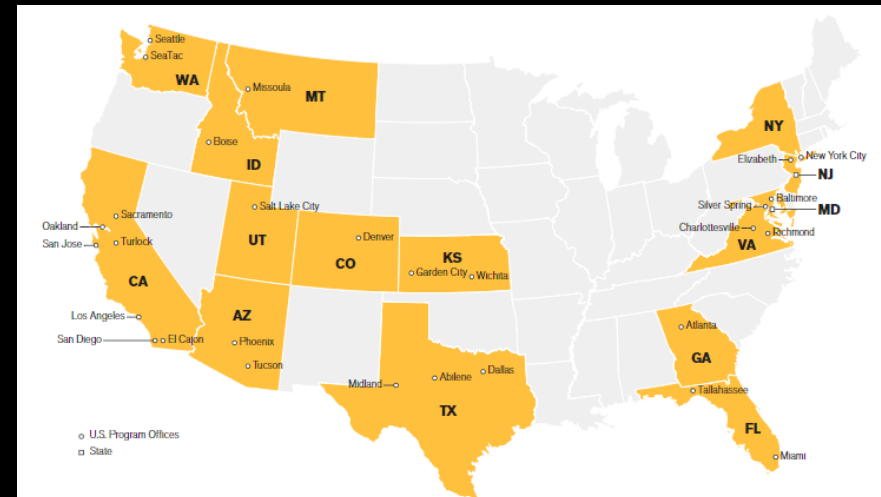 Seattle
SeaTac
WA
Missoula
MT
Boise
ID
NY
Elizabeth
New York City
NJ
Baltimore
Silver Spring
MD
Charlottesville
Richmond
VA
Salt Lake City
UT
Sacramento
Oakland
San Jose
Turlock
CA
Denver
CO
KS
Garden City
Wichita
Los Angeles
San Diego
El Cajon
AZ
Phoenix
Tucson
Midland
Abilene
Dallas
TX
Atlanta
GA
Tallahassee
FL
Miami
U.S. Program Offices
State